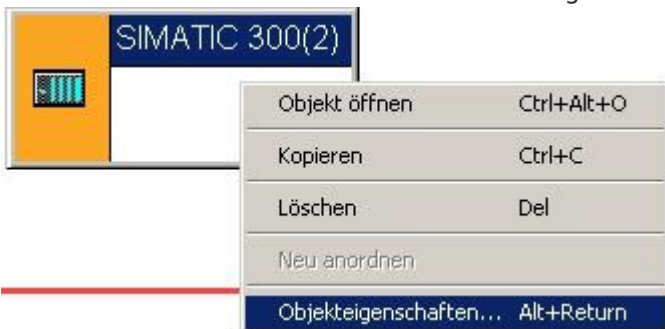 SIMATIC 300(2)
Objekt öffnen Ctrl+Alt+O
Kopieren Ctrl+C
Löschen Del
Neu anordnen
Objekteigenschaften... Alt+Return